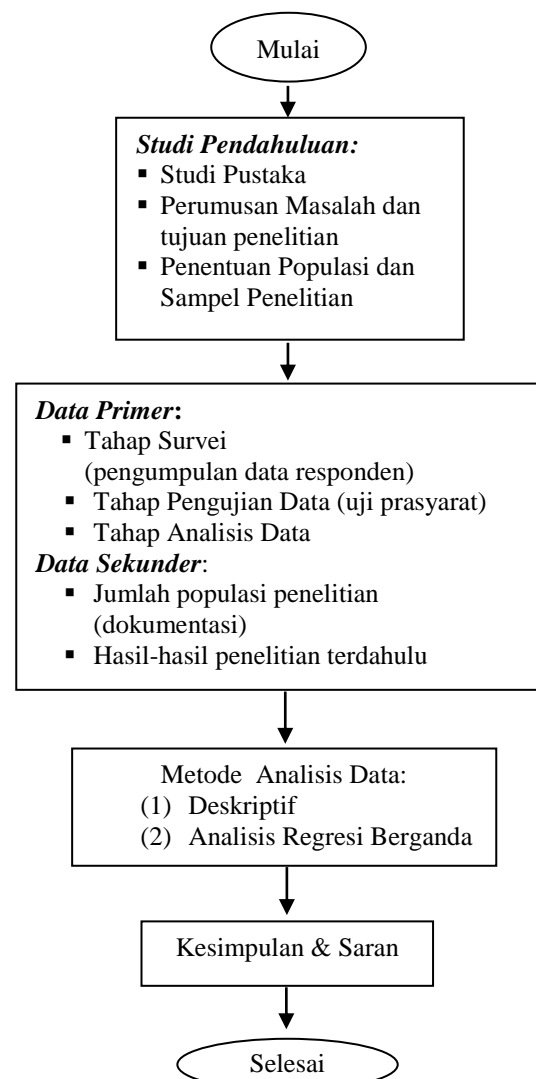 Mulai
Studi Pendahuluan:
▪ Studi Pustaka
▪ Perumusan Masalah dan
tujuan penelitian
▪ Penentuan Populasi dan
Sampel Penelitian
Data Primer:
▪ Tahap Survei
(pengumpulan data responden)
▪ Tahap Pengujian Data (uji prasyarat)
▪ Tahap Analisis Data
Data Sekunder:
▪ Jumlah populasi penelitian
(dokumentasi)
▪ Hasil-hasil penelitian terdahulu
Metode Analisis Data:
(1) Deskriptif
(2) Analisis Regresi Berganda
Kesimpulan & Saran
Selesai